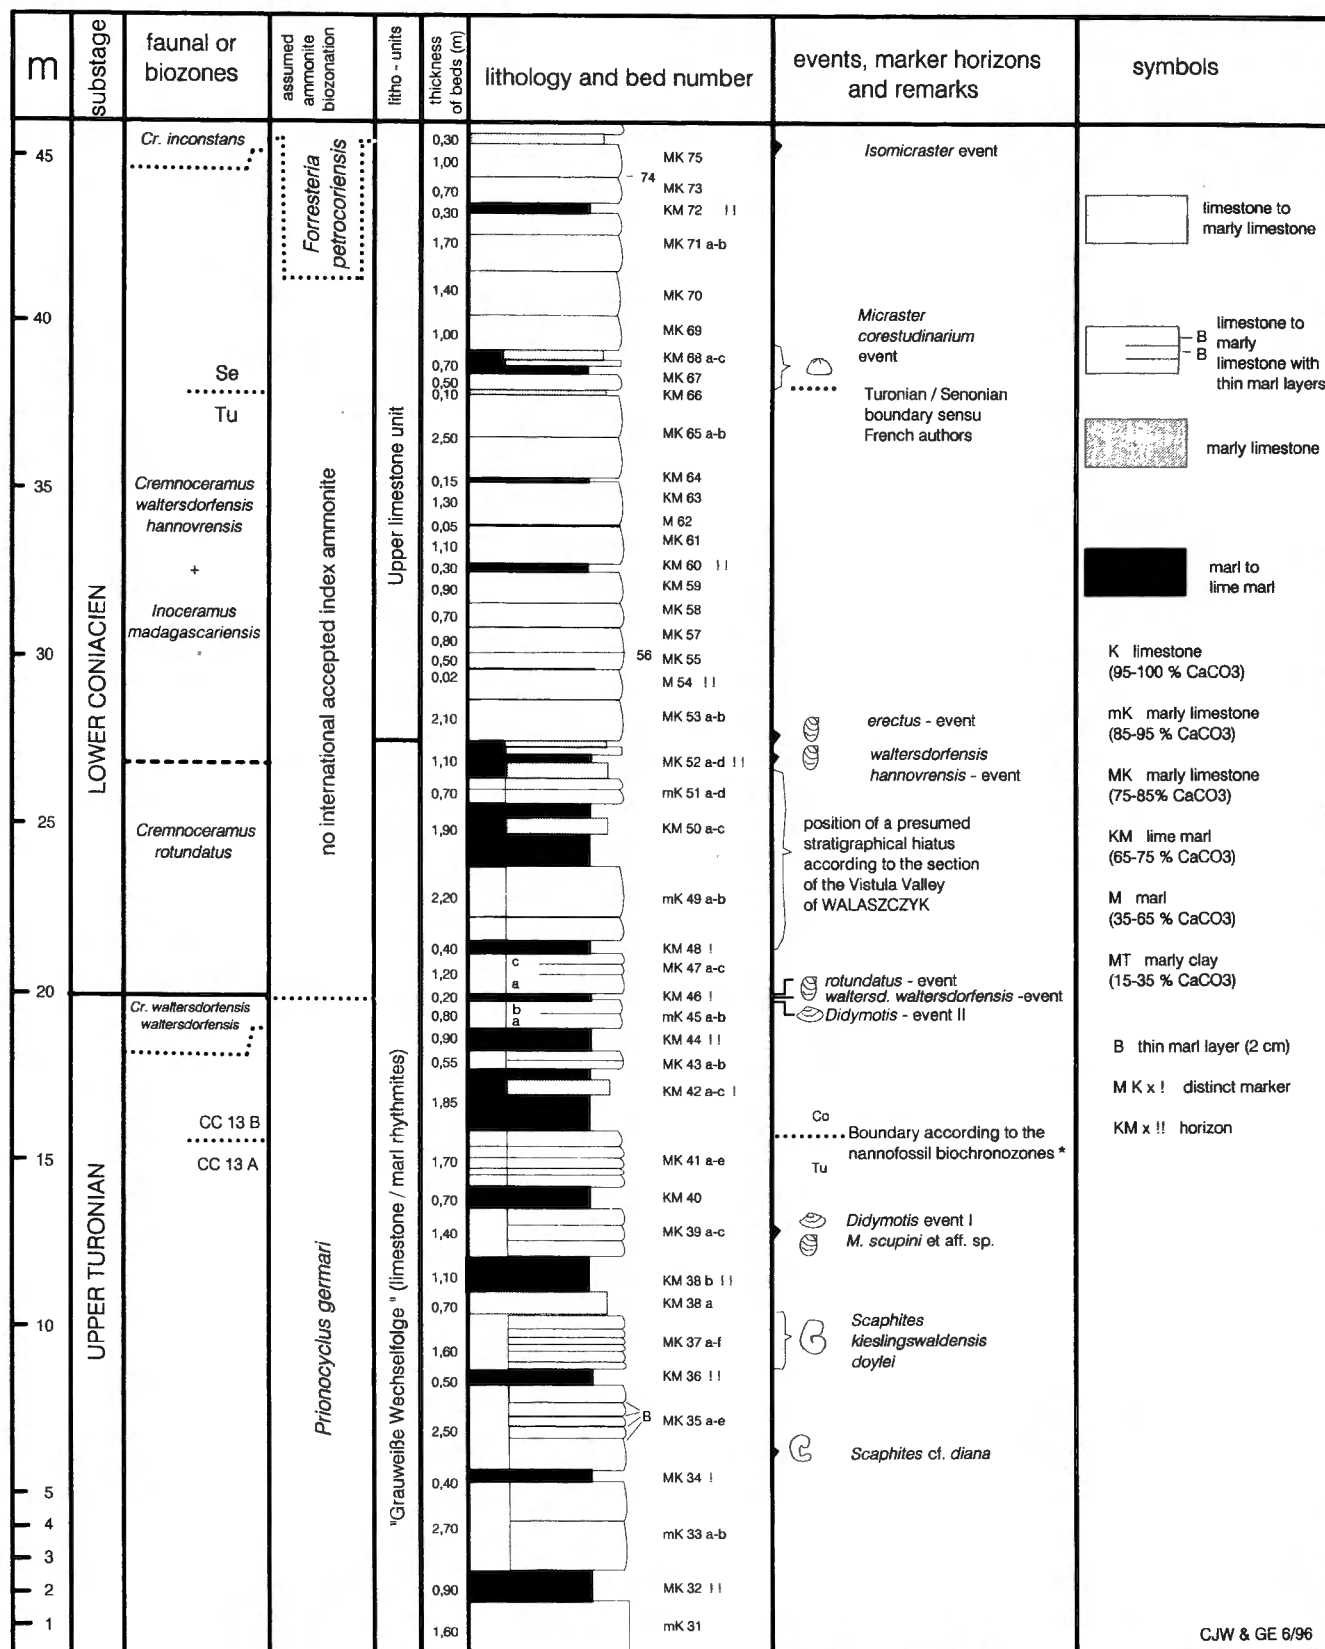 m
substage
faunal or
biozones
assumed
ammonite
biozonation
litho - units
thickness
of beds (m)
lithology and bed number
events, marker horizons
and remarks
symbols
45
40
35
30
25
20
15
10
5
4
3
2
1
LOWER CONIACIEN
UPPER TURONIAN
Cr. inconstans
Se
Tu
Cremnoceramus
waltersdorfensis
hannovrensis
+
Inoceramus
madagascariensis
Cremnoceramus
rotundatus
Cr. waltersdorfensis
waltersdorfensis
CC 13 B
CC 13 A
Forresteria
petrocoriensis
no international accepted index ammonite
Prionocyclus germari
Upper limestone unit
"Grauweiße Wechselfolge " (limestone / marl rhythmites)
0,30
1,00 MK 75
74
0,70 MK 73
0,30 KM 72 !!
1,70 MK 71 a-b
1,40 MK 70
1,00 MK 69
0,70 KM 68 a-c
0,50 MK 67
0,10 KM 66
2,50 MK 65 a-b
0,15 KM 64
1,30 KM 63
0,05 M 62
1,10 MK 61
0,30 KM 60 !!
0,90 KM 59
0,70 MK 58
0,80 MK 57
56
0,50 MK 55
0,02 M 54 !!
2,10 MK 53 a-b
1,10 MK 52 a-d !!
0,70 mK 51 a-d
1,90 KM 50 a-c
2,20 mK 49 a-b
0,40 KM 48 !
c
1,20 MK 47 a-c
a
0,20 KM 46 !
b
0,80 mK 45 a-b
a
0,90 KM 44 !!
0,55 MK 43 a-b
1,85 KM 42 a-c !
1,70 MK 41 a-e
0,70 KM 40
1,40 MK 39 a-c
1,10 KM 38 b !!
0,70 KM 38 a
1,60 MK 37 a-f
0,50 KM 36 !!
B
2,50 MK 35 a-e
0,40 MK 34 !
2,70 mK 33 a-b
0,90 MK 32 !!
1,60 mK 31
Isomicraster event
Micraster
corestudinarium
event
Turonian / Senonian
boundary sensu
French authors
erectus - event
waltersdorfensis
hannovrensis - event
position of a presumed
stratigraphical hiatus
according to the section
of the Vistula Valley
of WALASZCZYK
rotundatus - event
waltersd. waltersdorfensis -event
Didymotis - event II
Co
Boundary according to the
nannofossil biochronozones *
Tu
Didymotis event I
M. scupini et aff. sp.
Scaphites
kieslingswaldensis
doylei
Scaphites cf. diana
limestone to
marly limestone
B
B
limestone to
marly
limestone with
thin marl layers
marly limestone
marl to
lime marl
K limestone
(95-100 % CaCO3)
mK marly limestone
(85-95 % CaCO3)
MK marly limestone
(75-85% CaCO3)
KM lime marl
(65-75 % CaCO3)
M marl
(35-65 % CaCO3)
MT marly clay
(15-35 % CaCO3)
B thin marl layer (2 cm)
M K x ! distinct marker
KM x !! horizon
CJW & GE 6/96